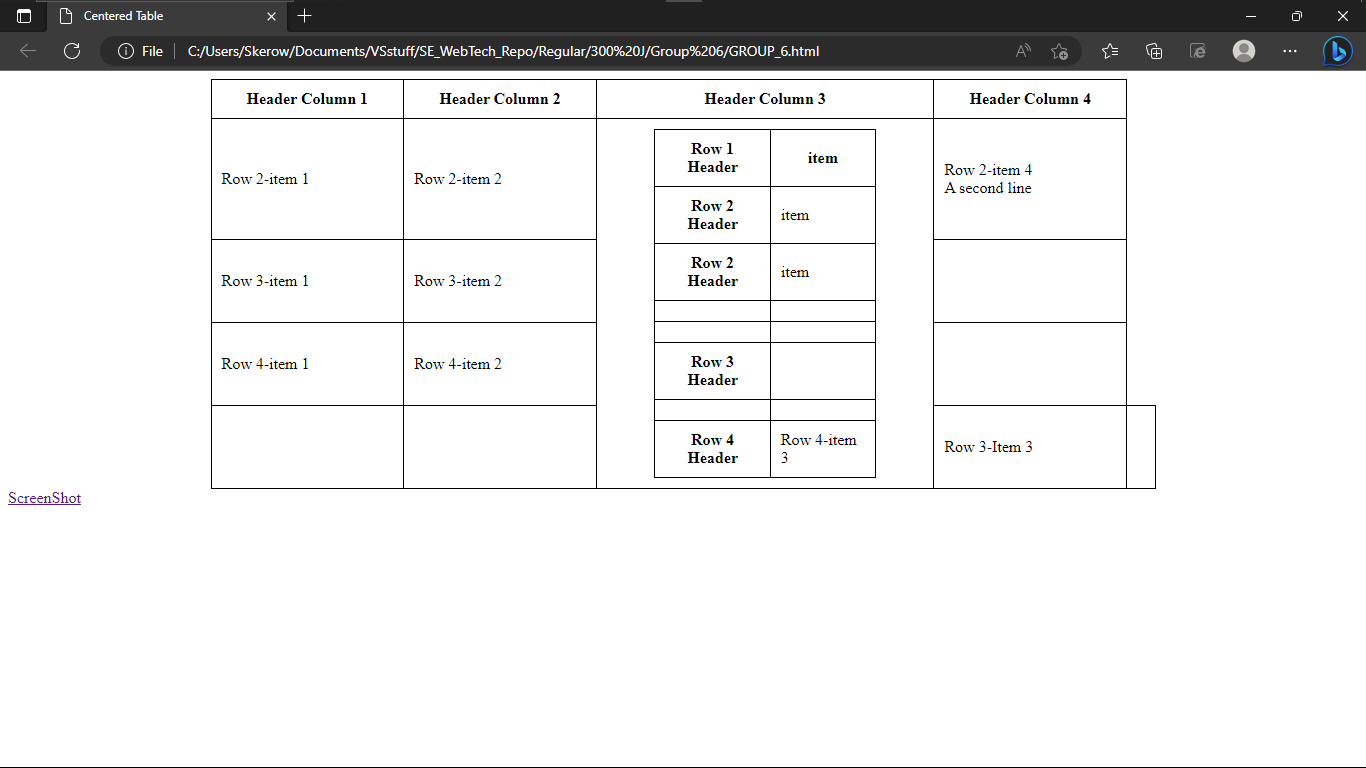 Centered Table
File
C:/Users/Skerow/Documents/VSstuff/SE_WebTech_Repo/Regular/300%20J/Group%206/GROUP_6.html
Header Column 1
Header Column 2
Header Column 3
Header Column 4
Row 2-item 1
Row 2-item 2
Row 1
Header
item
Row 2
Header
item
Row 2
Header
item
Row 3
Header
Row 4
Header
Row 4-item
3
Row 2-item 4
A second line
Row 3-item 1
Row 3-item 2
Row 4-item 1
Row 4-item 2
Row 3-Item 3
ScreenShot